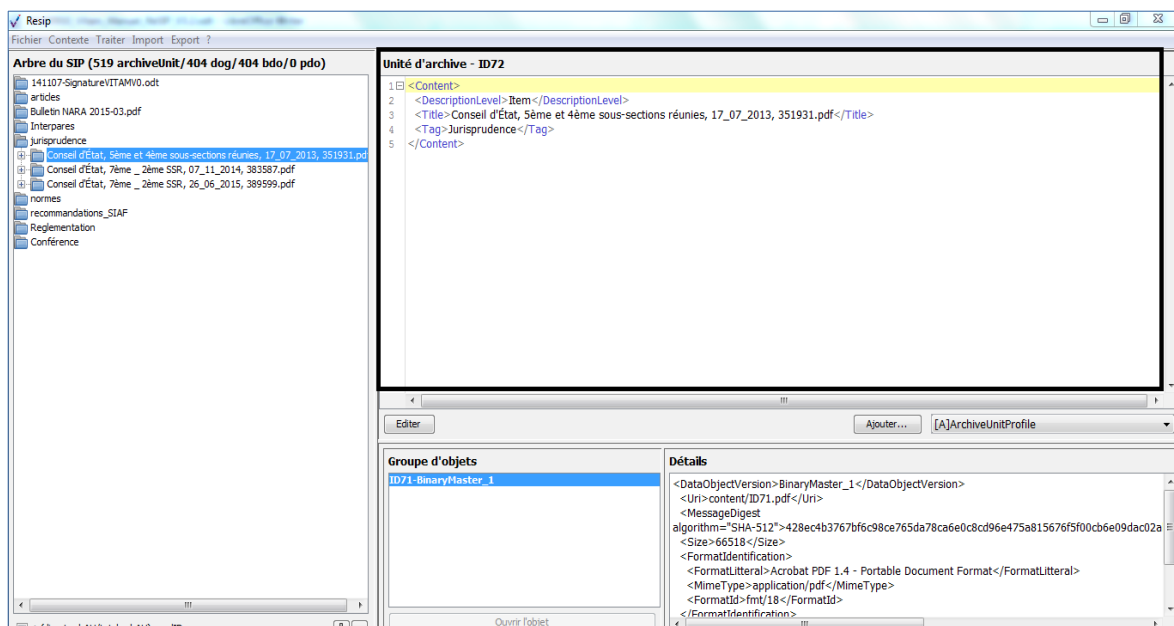 Resip
Fichier Contexte Traiter Import Export ?
Arbre du SIP (519 archiveUnit/404 dog/404 bdo/0 pdo)
141107-SignatureVITAMV0.odt
articles
Bulletin NARA 2015-03.pdf
Interpares
jurisprudence
Conseil d'État, 5ème et 4ème sous-sections réunies, 17_07_2013, 351931.pd
Conseil d'État, 7ème _ 2ème SSR, 07_11_2014, 383587.pdf
Conseil d'État, 7ème _ 2ème SSR, 26_06_2015, 389599.pdf
normes
recommandations_SIAF
Reglementation
Conférence
Unité d'archive - ID72
1 <Content>
2 <DescriptionLevel>Item</DescriptionLevel>
3 <Title>Conseil d'État, 5ème et 4ème sous-sections réunies, 17_07_2013, 351931.pdf</Title>
4 <Tag>Jurisprudence</Tag>
5 </Content>
Editer
Ajouter...
[A]ArchiveUnitProfile
Groupe d'objets
ID71-BinaryMaster_1
Ouvrir l'objet
Détails
<DataObjectVersion>BinaryMaster_1</DataObjectVersion>
<Uri>content/ID71.pdf</Uri>
<MessageDigest
algorithm="SHA-512">428ec4b3767bf6c98ce765da78ca6e0c8cd96e475a815676f5f00cb6e09dac02a
<Size>66518</Size>
<FormatIdentification>
<FormatLitteral>Acrobat PDF 1.4 - Portable Document Format</FormatLitteral>
<MimeType>application/pdf</MimeType>
<FormatId>fmt/18</FormatId>
</FormatIdentification>